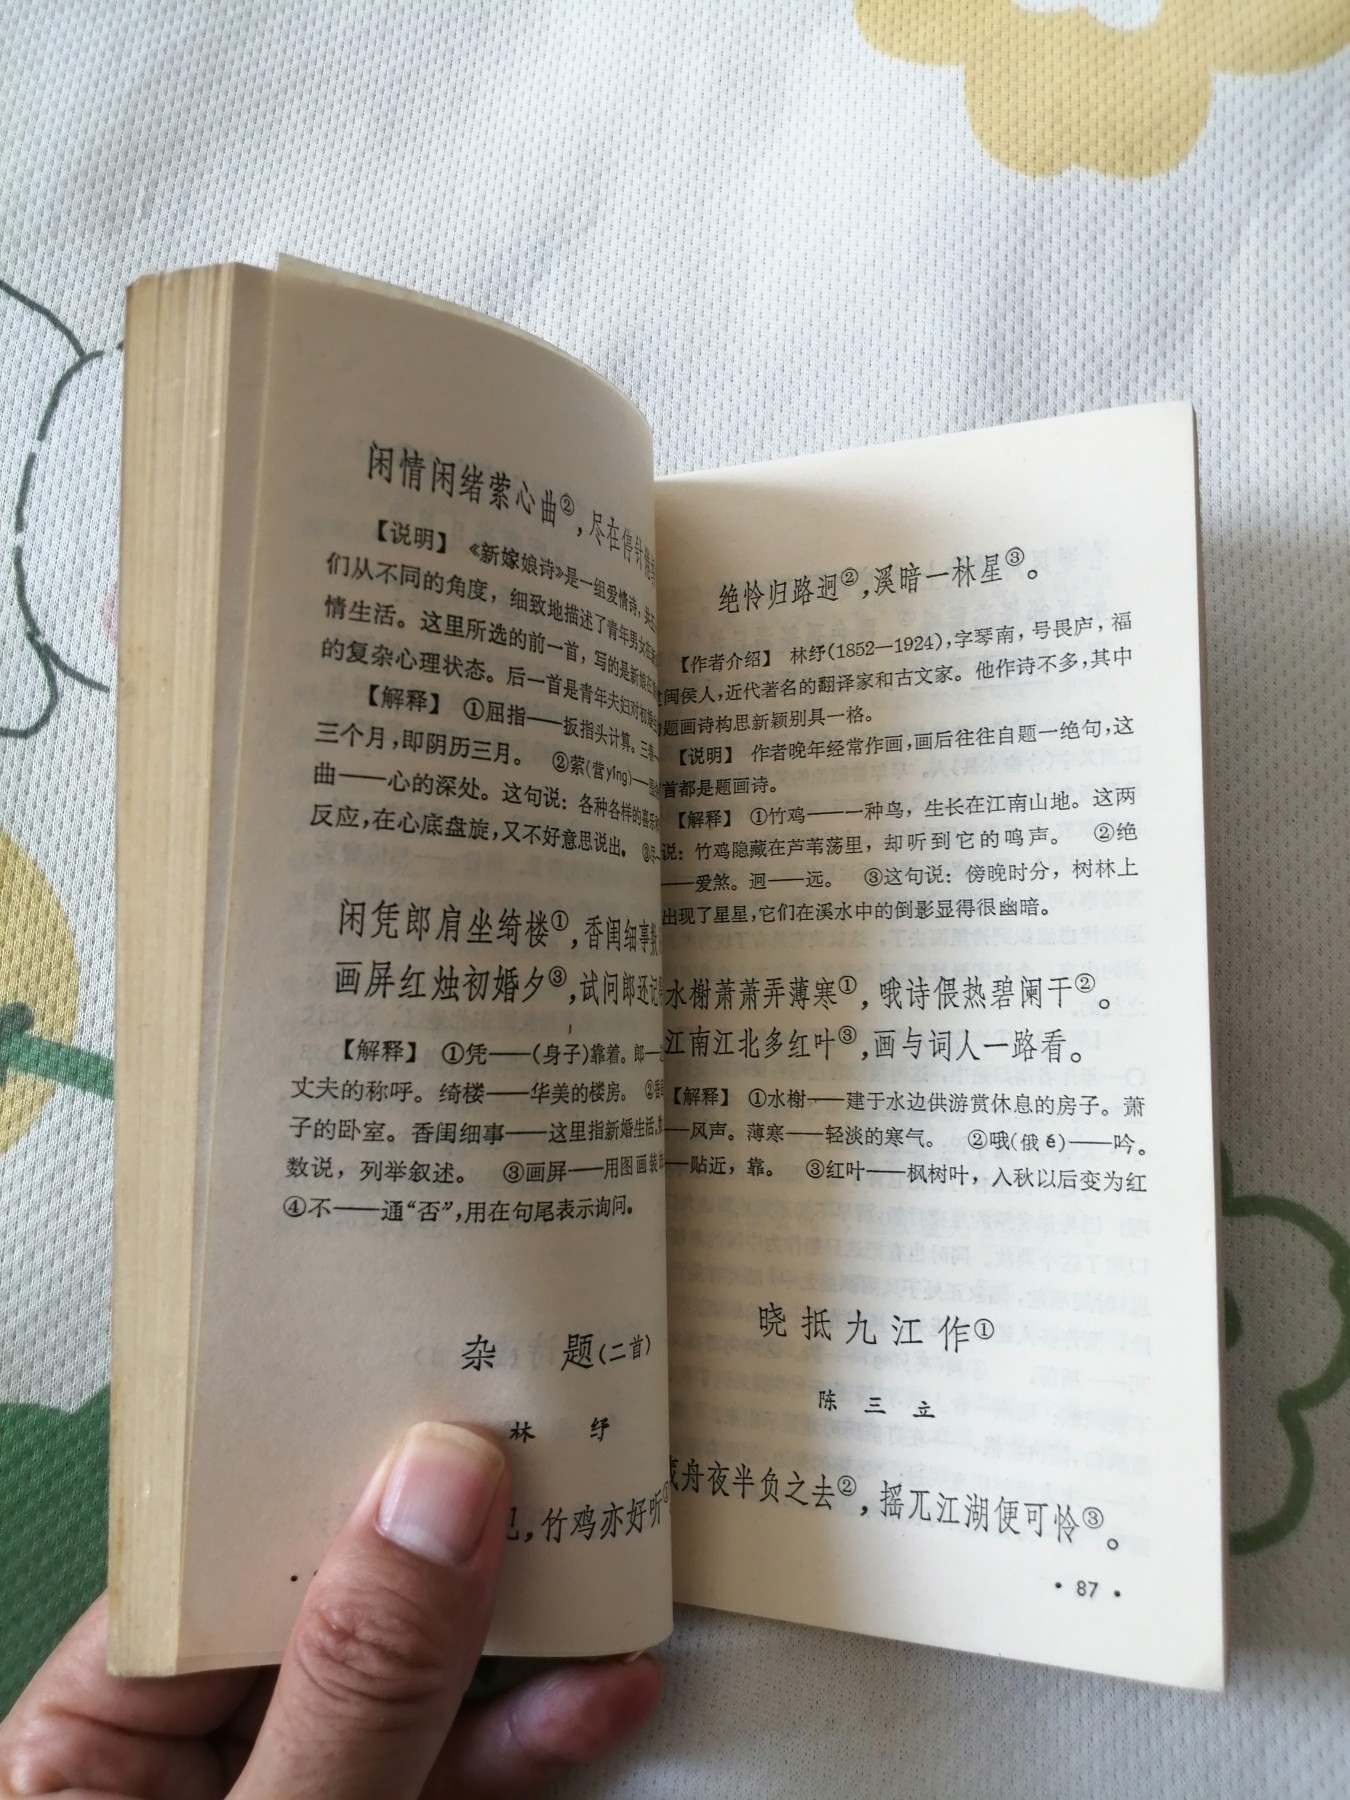 闲情闲绪萦心曲②,尽在停针
【说明】 《新嫁娘诗》是一组爱情诗,
们从不同的角度,细致地描述了青年男女在
情生活。这里所选的前一首,写的是新娘
的复杂心理状态。后一首是青年夫妇对初婚
【解释】 ①屈指——扳指头计算。三春
三个月,即阴历三月。 ②萦(营yíng)——
曲——心的深处。这句说:各种各样的喜
反应,在心底盘旋,又不好意思说出。 ③尽
闲凭郎肩坐绮楼①,香闺细事数
画屏红烛初婚夕③,试问郎还记
【解释】 ①凭——(身子)靠着。郎—
丈夫的称呼。绮楼——华美的楼房。 ②香
子的卧室。香闺细事——这里指新婚生活,
数说,列举叙述。 ③画屏——用图画装
④不——通“否”,用在句尾表示询问。
杂 题(二首)
林 纾
见,竹鸡亦好听①
绝怜归路迥②,溪暗一林星③。
【作者介绍】 林纾(1852—1924),字琴南,号畏庐,福
闽侯人,近代著名的翻译家和古文家。他作诗不多,其中
题画诗构思新颖别具一格。
【说明】 作者晚年经常作画,画后往往自题一绝句,这
首都是题画诗。
【解释】 ①竹鸡——一种鸟,生长在江南山地。这两
说:竹鸡隐藏在芦苇荡里,却听到它的鸣声。 ②绝
——爱煞。迥——远。 ③这句说:傍晚时分,树林上
出现了星星,它们在溪水中的倒影显得很幽暗。
水榭萧萧弄薄寒①,哦诗偎热碧阑干②。
江南江北多红叶③,画与词人一路看。
【解释】 ①水榭——建于水边供游赏休息的房子。萧
——风声。薄寒——轻淡的寒气。 ②哦(俄é)——吟。
——贴近,靠。 ③红叶——枫树叶,入秋以后变为红
晓抵九江作①
陈三立
舟夜半负之去②,摇兀江湖便可怜③。
• 87 •